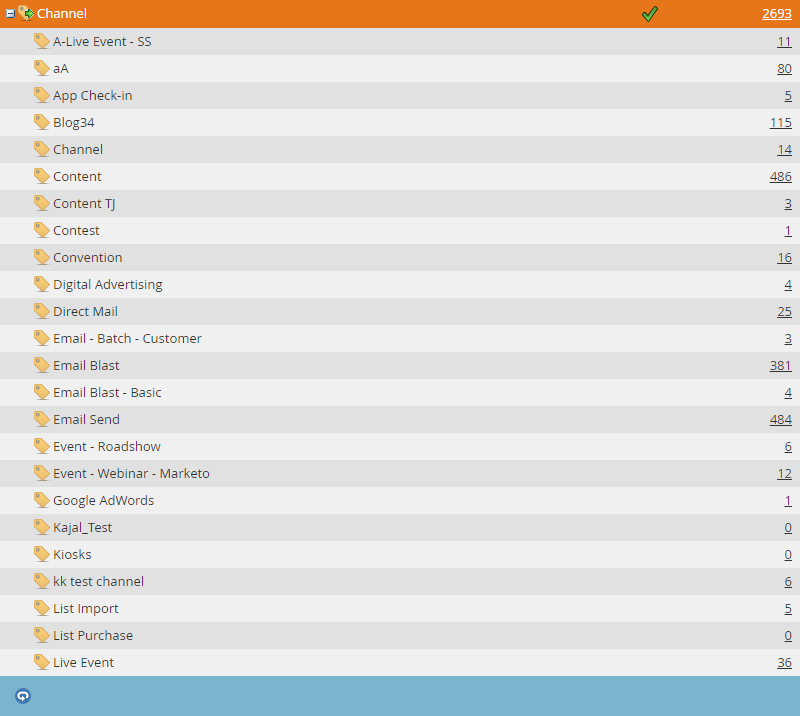 Channel 2693
A-Live Event - SS 11
aA 80
App Check-in 5
Blog34 115
Channel 14
Content 486
Content TJ 3
Contest 1
Convention 16
Digital Advertising 4
Direct Mail 25
Email - Batch - Customer 3
Email Blast 381
Email Blast - Basic 4
Email Send 484
Event - Roadshow 6
Event - Webinar - Marketo 12
Google AdWords 1
Kajal_Test 0
Kiosks 0
kk test channel 6
List Import 5
List Purchase 0
Live Event 36